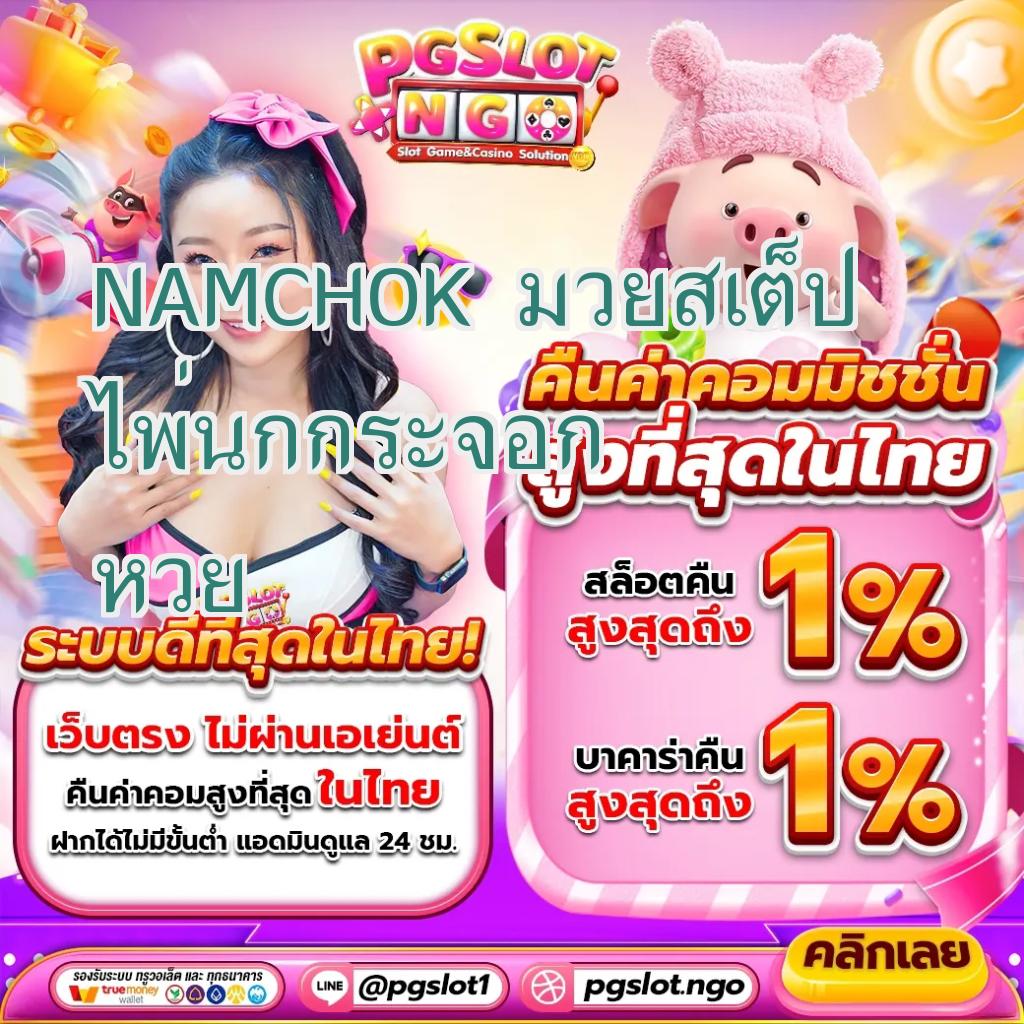 PGSLOT
NGO
Slot Game&Casino Solution
NAMCHOK มวยสเต็ป
ไพ่นกกระจอก
หวย
คืนค่าคอมมิชชั่น
สูงที่สุดในไทย
สล็อตคืน
สูงสุดถึง
1%
บาคาร่าคืน
สูงสุดถึง
1%
ระบบดีที่สุดในไทย!
เว็บตรง ไม่ผ่านเอเย่นต์
คืนค่าคอมสูงที่สุด ในไทย
ฝากได้ไม่มีขั้นต่ำ แอดมินดูแล 24 ชม.
คลิกเลย
รองรับระบบ ทรูวอเล็ต และ ทุกธนาคาร
truemoney
wallet
LINE @pgslot1
pgslot.ngo